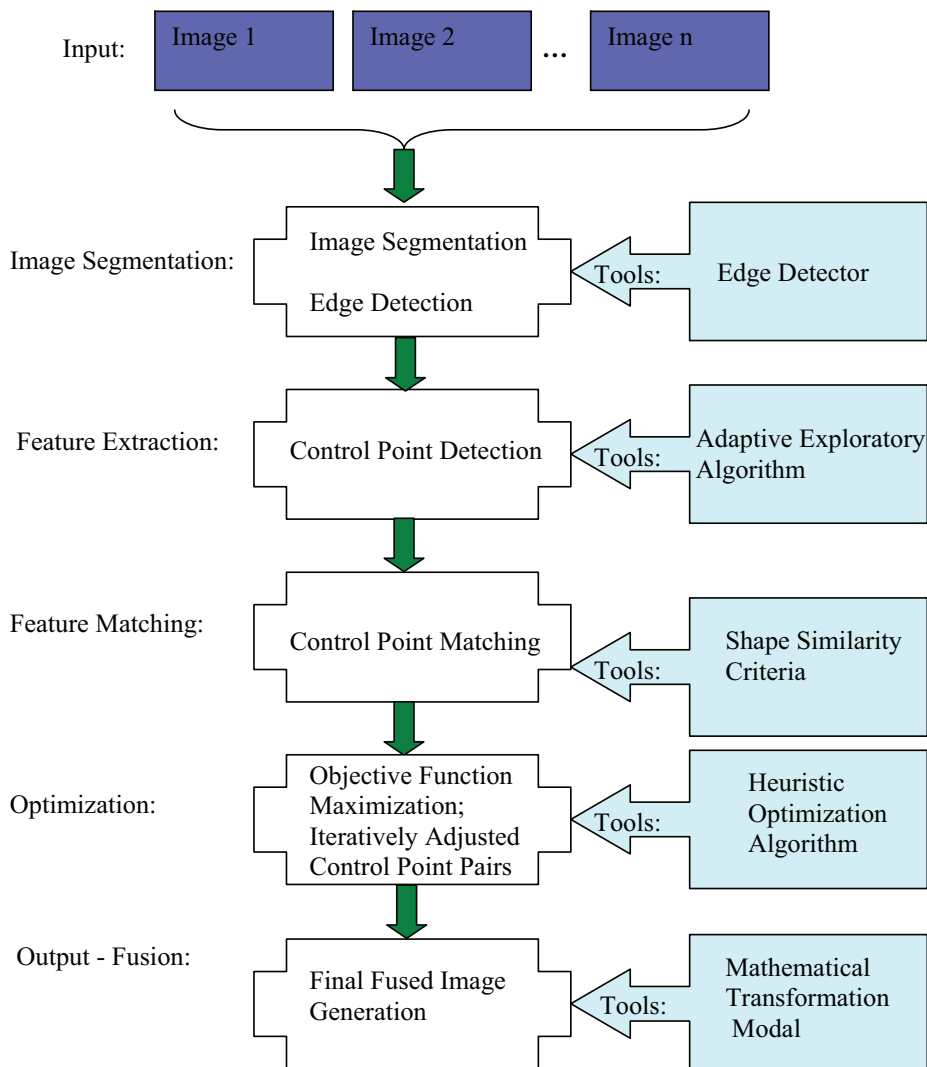 Input:
Image 1
Image 2
...
Image n
Image Segmentation:
Image Segmentation
Edge Detection
Tools:
Edge Detector
Feature Extraction:
Control Point Detection
Tools:
Adaptive Exploratory
Algorithm
Feature Matching:
Control Point Matching
Tools:
Shape Similarity
Criteria
Optimization:
Objective Function
Maximization;
Iteratively Adjusted
Control Point Pairs
Tools:
Heuristic
Optimization
Algorithm
Output - Fusion:
Final Fused Image
Generation
Tools:
Mathematical
Transformation
Modal